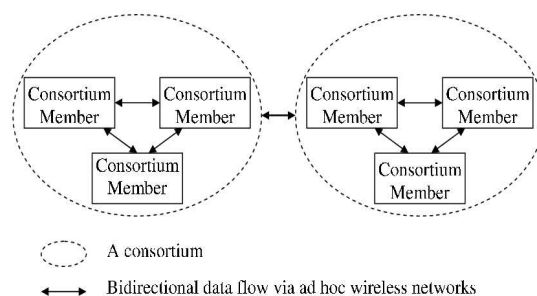 Consortium
Member
Consortium
Member
Consortium
Member
Consortium
Member
Consortium
Member
Consortium
Member
A consortium
Bidirectional data flow via ad hoc wireless networks